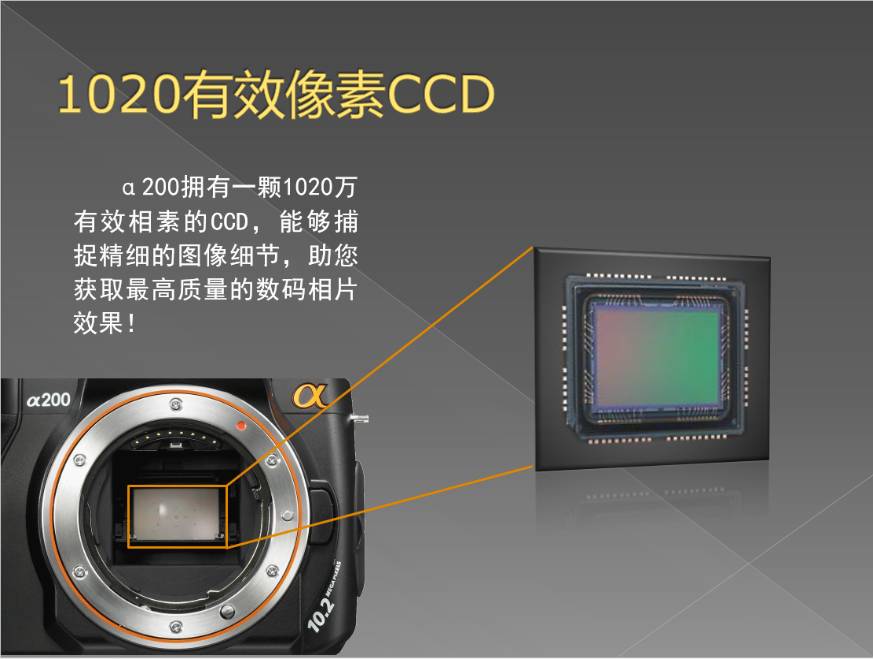 1020有效像素CCD
α200拥有一颗1020万
有效相素的CCD，能够捕
捉精细的图像细节，助您
获取最高质量的数码相片
效果！
α200
α
10.2 MEGA PIXELS